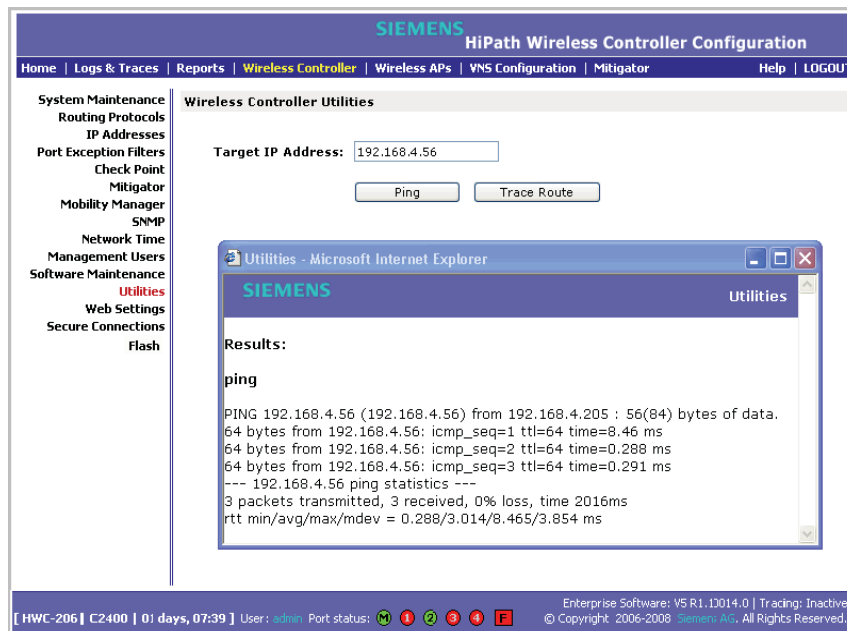 SIEMENS
HiPath Wireless Controller Configuration
Home | Logs & Traces | Reports | Wireless Controller | Wireless APs | VNS Configuration | Mitigator Help | LOGOUT
System Maintenance
Routing Protocols
IP Addresses
Port Exception Filters
Check Point
Mitigator
Mobility Manager
SNMP
Network Time
Management Users
Software Maintenance
Utilities
Web Settings
Secure Connections
Flash
Wireless Controller Utilities
Target IP Address: 192.168.4.56
Ping Trace Route
Utilities - Microsoft Internet Explorer
SIEMENS
Utilities
Results:
ping
PING 192.168.4.56 (192.168.4.56) from 192.168.4.205 : 56(84) bytes of data.
64 bytes from 192.168.4.56: icmp_seq=1 ttl=64 time=8.46 ms
64 bytes from 192.168.4.56: icmp_seq=2 ttl=64 time=0.288 ms
64 bytes from 192.168.4.56: icmp_seq=3 ttl=64 time=0.291 ms
--- 192.168.4.56 ping statistics ---
3 packets transmitted, 3 received, 0% loss, time 2016ms
rtt min/avg/max/mdev = 0.288/3.014/8.465/3.854 ms
Enterprise Software: V5 R1.10014.0 | Tracing: Inactive
[ HWC-206 | C2400 | 01 days, 07:39 ] User: admin Port status: M 1 2 3 4 F © Copyright 2006-2008 Siemens AG. All Rights Reserved.